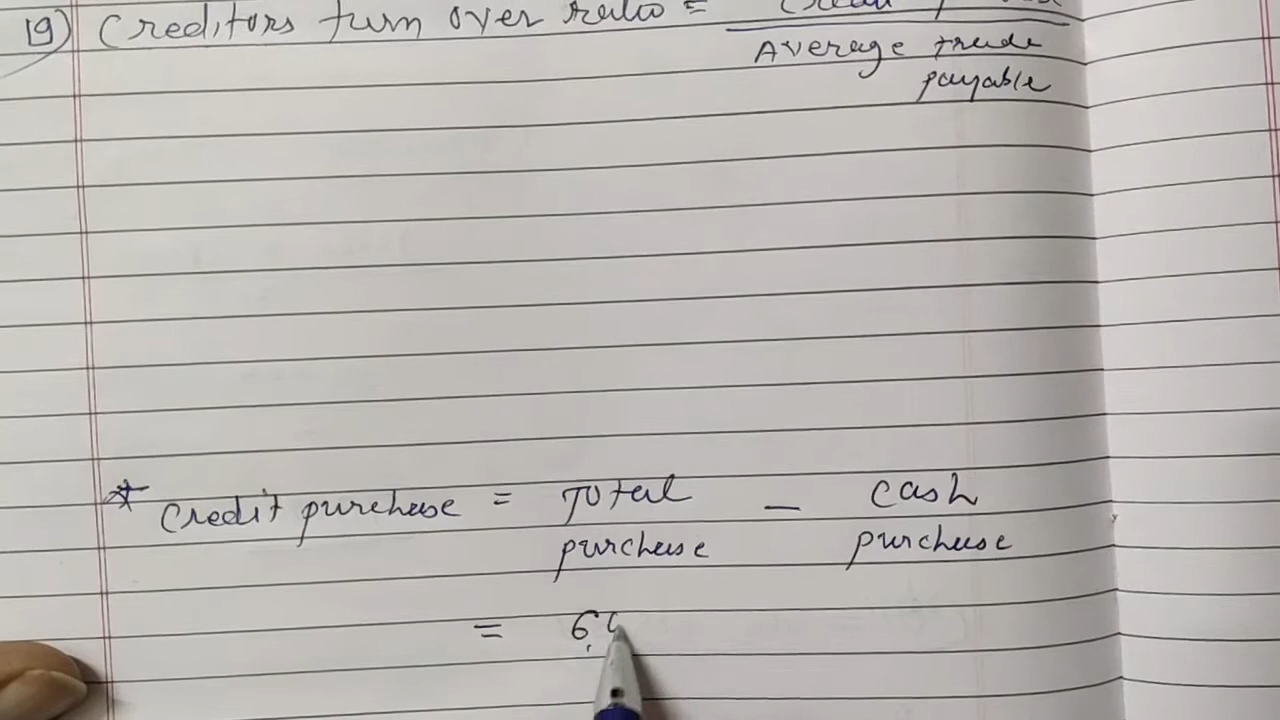 19) Creditors turn over ratio =
Average trade
payable
* Credit purchase = Total - cash
purchase purchase
= 6,